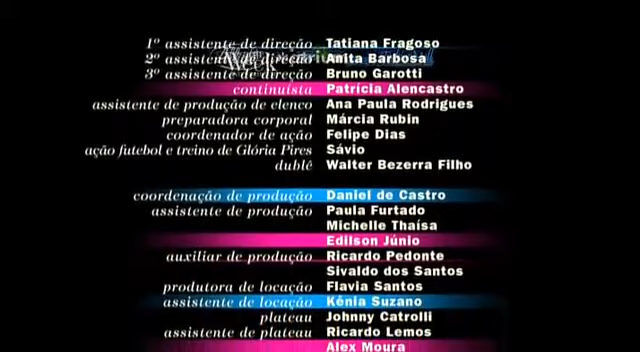 1º assistente de direção Tatiana Fragoso
2º assistente de direção Anita Barbosa
3º assistente de direção Bruno Garotti
continuísta Patrícia Alencastro
assistente de produção de elenco Ana Paula Rodrigues
preparadora corporal Márcia Rubin
coordenador de ação Felipe Dias
ação futebol e treino de Glória Pires Sávio
dublê Walter Bezerra Filho
coordenação de produção Daniel de Castro
assistente de produção Paula Furtado
Michelle Thaísa
Edilson Júnio
auxiliar de produção Ricardo Pedonte
Sivaldo dos Santos
produtora de locação Flavia Santos
assistente de locação Kênia Suzano
plateau Johnny Catrolli
assistente de plateau Ricardo Lemos
Alex Moura